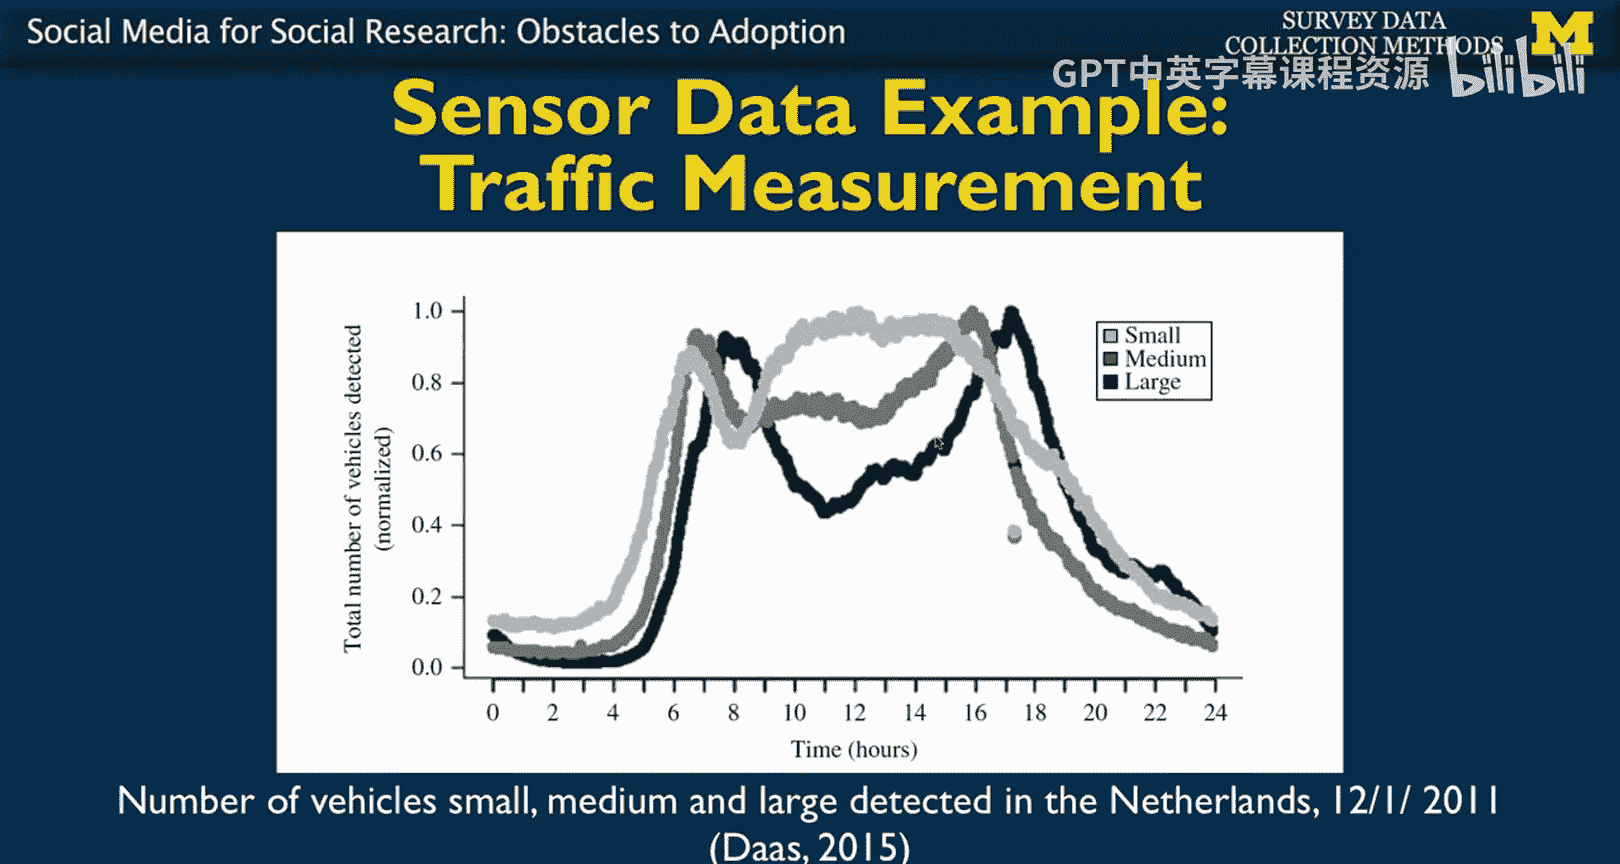 Social Media for Social Research: Obstacles to Adoption
SURVEY DATA
COLLECTION METHODS
M
GPT中英字幕课程资源
bilibili
Sensor Data Example:
Traffic Measurement
Total number of vehicles detected
(normalized)
1.0
0.8
0.6
0.4
0.2
0.0
Small
Medium
Large
0 2 4 6 8 10 12 14 16 18 20 22 24
Time (hours)
Number of vehicles small, medium and large detected in the Netherlands, 12/1/ 2011
(Daas, 2015)